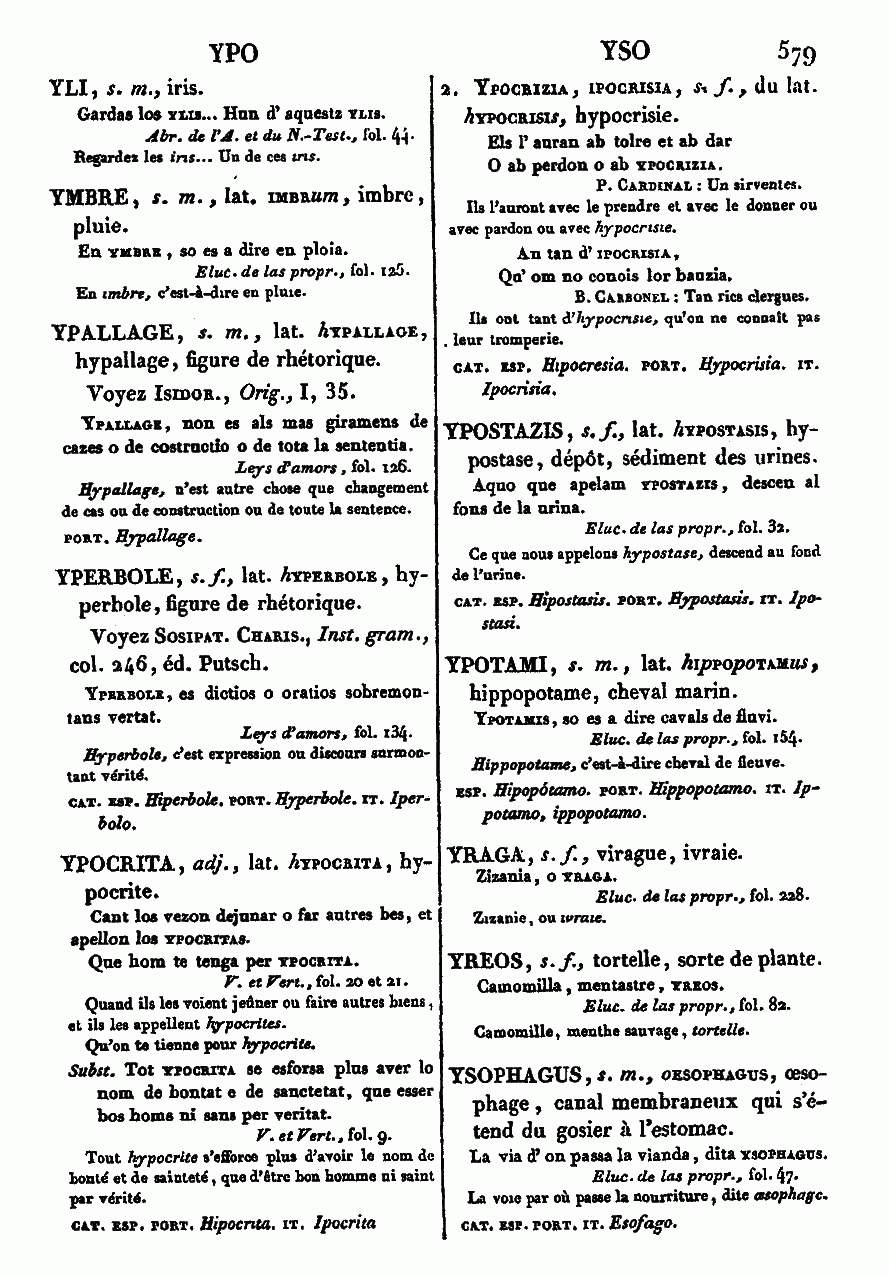 YPO
YSO 579
YLI, s. m., iris.
Gardas los YLIS... Hun d' aquestz YLIS.
Abr. de l'A. et du N.-Test., fol. 44.
Regardez les iris... Un de ces iris.
YMBRE, s. m., lat. IMBRum, imbre,
pluie.
En YMBRE, so es a dire en ploia.
Eluc. de las propr., fol. 125.
En imbre, c'est-à-dire en pluie.
YPALLAGE, s. m., lat. hYPALLAGE,
hypallage, figure de rhétorique.
Voyez ISIDOR., Orig., I, 35.
YPALLAGE, non es als mas giramens de
cazes o de costructio o de tota la sententia.
Leys d'amors, fol. 126.
Hypallage, n'est autre chose que changement
de cas ou de construction ou de toute la sentence.
PORT. Hypallage.
YPERBOLE, s. f., lat. hYPERBOLE, hy-
perbole, figure de rhétorique.
Voyez SOSIPAT. CHARIS., Inst. gram.,
col. 246, éd. Putsch.
YPERBOLE, es dictios o oratios sobremon-
tans vertat.
Leys d'amors, fol. 134.
Hyperbole, c'est expression ou discours surmon-
tant vérité.
CAT. ESP. Hiperbole. PORT. Hyperbole. IT. Iper-
bolo.
YPOCRITA, adj., lat. hYPOCRITA, hy-
pocrite.
Cant los vezon dejunar o far autres bes, et
apellon los YPOCRITAS.
Que hom te tenga per YPOCRITA.
V. et Vert., fol. 20 et 21.
Quand ils les voient jeûner ou faire autres biens,
et ils les appellent hypocrites.
Qu'on te tienne pour hypocrite.
Subst. Tot YPOCRITA se esforsa plus aver lo
nom de bontat e de sanctetat, que esser
bos homs ni sans per veritat.
V. et Vert., fol. 9.
Tout hypocrite s'efforce plus d'avoir le nom de
bonté et de sainteté, que d'être bon homme ni saint
par vérité.
CAT. ESP. PORT. Hipocrita. IT. Ipocrita
2. YPOCRIZIA, IPOCRISIA, s. f., du lat.
hYPOCRISIS, hypocrisie.
Els l' auran ab tolre et ab dar
O ab perdon o ab YPOCRIZIA.
P. CARDINAL : Un sirventes.
Ils l'auront avec le prendre et avec le donner ou
avec pardon ou avec hypocrisie.
An tan d' IPOCRISIA,
Qu' om no conois lor bauzia.
B. CARBONEL : Tan rics clergues.
Ils ont tant d'hypocrisie, qu'on ne connaît pas
leur tromperie.
CAT. ESP. Hipocresia. PORT. Hypocrisia. IT.
Ipocrisia.
YPOSTAZIS, s. f., lat. hYPOSTASIS, hy-
postase, dépôt, sédiment des urines.
Aquo que apelam YPOSTAZIS, descen al
fons de la urina.
Eluc. de las propr., fol. 32.
Ce que nous appelons hypostase, descend au fond
de l'urine.
CAT. ESP. Hipostasis. PORT. Hypostasis. IT. Ipo-
stasi.
YPOTAMI, s. m., lat. hippopoTAMus,
hippopotame, cheval marin.
YPOTAMIS, so es a dire cavals de fluvi.
Eluc. de las propr., fol. 154.
Hippopotame, c'est-à-dire cheval de fleuve.
ESP. Hipopótamo. PORT. Hippopotamo. IT. Ip-
potamo, ippopotamo.
YRAGA, s. f., virague, ivraie.
Zizania, o YRAGA.
Eluc. de las propr., fol. 228.
Zizanie, ou ivraie.
YREOS, s. f., tortelle, sorte de plante.
Camomilla, mentastre, YREOS.
Eluc. de las propr., fol. 82.
Camomille, menthe sauvage, tortelle.
YSOPHAGUS, s. m., OESOPHAGUS, œso-
phage, canal membraneux qui s'é-
tend du gosier à l'estomac.
La via d' on passa la vianda, dita YSOPHAGUS.
Eluc. de las propr., fol. 47.
La voie par où passe la nourriture, dite œsophage.
CAT. ESP. PORT. IT. Esofago.